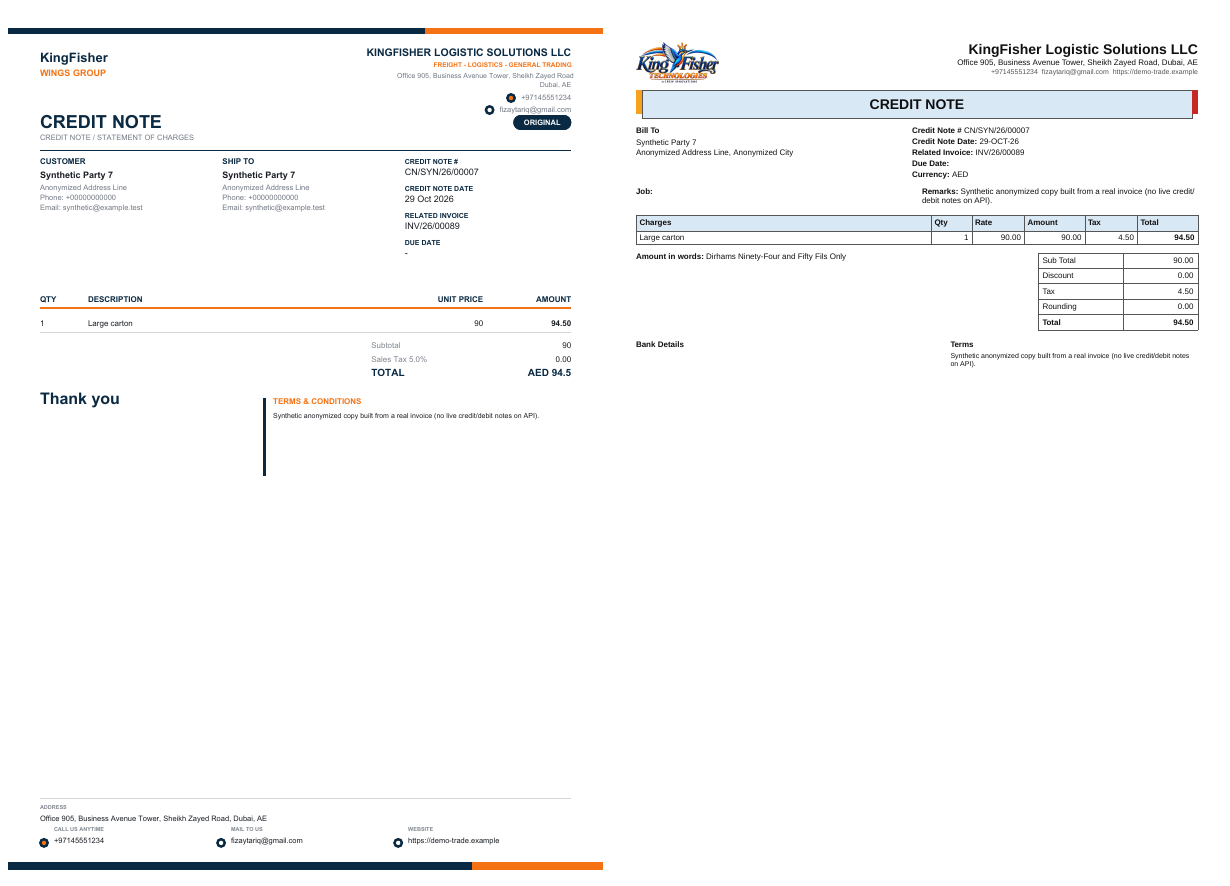 KingFisher
WINGS GROUP
KINGFISHER LOGISTIC SOLUTIONS LLC
FREIGHT - LOGISTICS - GENERAL TRADING
Office 905, Business Avenue Tower, Sheikh Zayed Road
Dubai, AE
+97145551234
fizaytariq@gmail.com
CREDIT NOTE
ORIGINAL
CREDIT NOTE / STATEMENT OF CHARGES
CUSTOMER
Synthetic Party 7
Anonymized Address Line
Phone: +00000000000
Email: synthetic@example.test
SHIP TO
Synthetic Party 7
Anonymized Address Line
Phone: +00000000000
Email: synthetic@example.test
CREDIT NOTE #
CN/SYN/26/00007
CREDIT NOTE DATE
29 Oct 2026
RELATED INVOICE
INV/26/00089
DUE DATE
-
QTY DESCRIPTION UNIT PRICE AMOUNT
1 Large carton 90 94.50
Subtotal 90
Sales Tax 5.0% 0.00
TOTAL AED 94.5
Thank you
TERMS & CONDITIONS
Synthetic anonymized copy built from a real invoice (no live credit/debit notes on API).
ADDRESS
Office 905, Business Avenue Tower, Sheikh Zayed Road, Dubai, AE
CALL US ANYTIME
+97145551234
MAIL TO US
fizaytariq@gmail.com
WEBSITE
https://demo-trade.example
King Fisher
TECHNOLOGIES
KingFisher Logistic Solutions LLC
Office 905, Business Avenue Tower, Sheikh Zayed Road, Dubai, AE
+97145551234 fizaytariq@gmail.com https://demo-trade.example
CREDIT NOTE
Bill To
Synthetic Party 7
Anonymized Address Line, Anonymized City
Credit Note # CN/SYN/26/00007
Credit Note Date: 29-OCT-26
Related Invoice: INV/26/00089
Due Date:
Currency: AED
Job:
Remarks: Synthetic anonymized copy built from a real invoice (no live credit/
debit notes on API).
Charges Qty Rate Amount Tax Total
Large carton 1 90.00 90.00 4.50 94.50
Amount in words: Dirhams Ninety-Four and Fifty Fils Only
Sub Total 90.00
Discount 0.00
Tax 4.50
Rounding 0.00
Total 94.50
Bank Details
Terms
Synthetic anonymized copy built from a real invoice (no live credit/debit notes
on API).